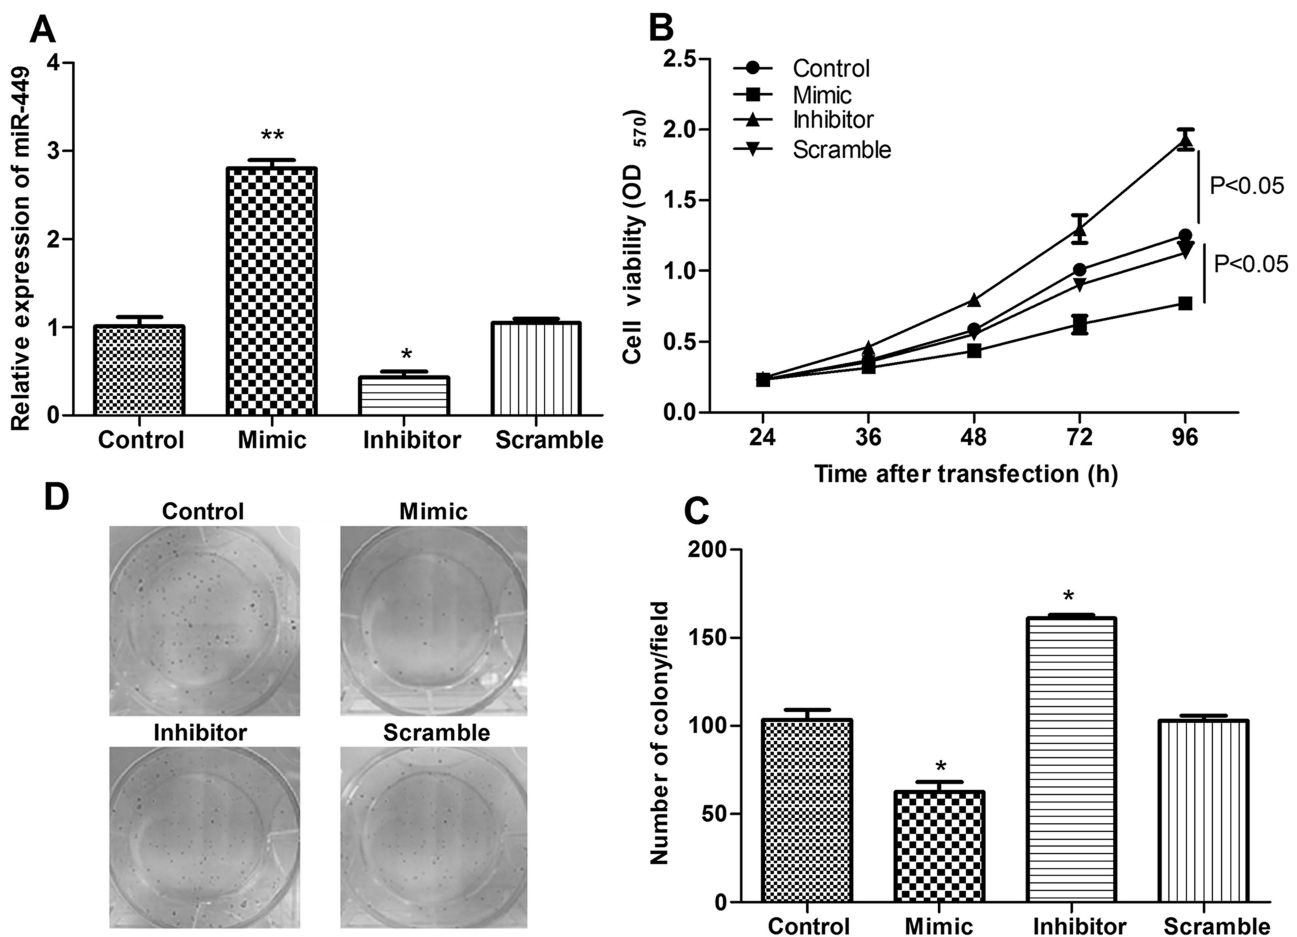 A
Relative expression of miR-449
4
3
2
1
0
**
*
Control Mimic Inhibitor Scramble
B
Cell viability (OD 570)
2.5
2.0
1.5
1.0
0.5
0.0
Control
Mimic
Inhibitor
Scramble
P<0.05
P<0.05
24 36 48 72 96
Time after transfection (h)
D
Control Mimic
Inhibitor Scramble
C
Number of colony/field
200
150
100
50
0
*
*
Control Mimic Inhibitor Scramble